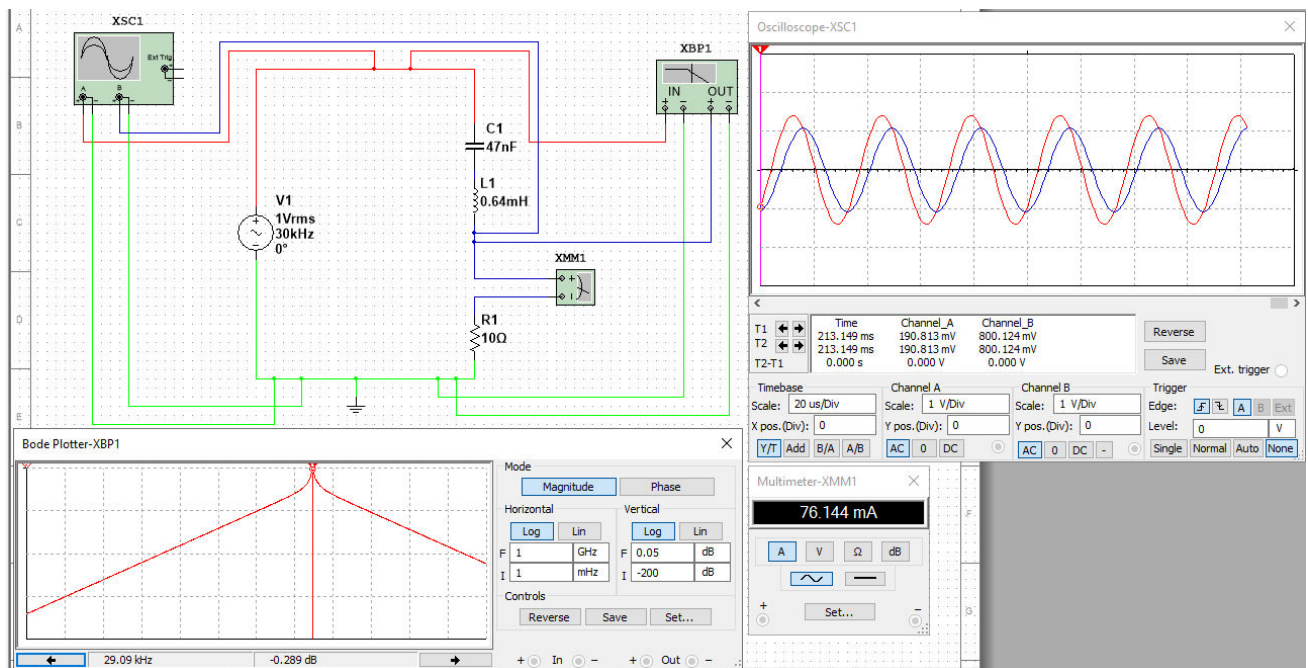 A
B
C
D
E
F
G
XSC1
Ext Trig
A
B
XBP1
IN
OUT
C1
47nF
L1
0.64mH
V1
1Vrms
30kHz
0°
XMM1
R1
10Ω
Oscilloscope-XSC1
Time Channel_A Channel_B
T1 213.149 ms 190.813 mV 800.124 mV
T2 213.149 ms 190.813 mV 800.124 mV
T2-T1 0.000 s 0.000 V 0.000 V
Reverse
Save
Ext. trigger
Timebase
Scale: 20 us/Div
X pos.(Div): 0
Y/T Add B/A A/B
Channel A
Scale: 1 V/Div
Y pos.(Div): 0
AC 0 DC
Channel B
Scale: 1 V/Div
Y pos.(Div): 0
AC 0 DC -
Trigger
Edge: A B Ext
Level: 0 V
Single Normal Auto None
Bode Plotter-XBP1
29.09 kHz -0.289 dB
Mode
Magnitude Phase
Horizontal Vertical
Log Lin Log Lin
F 1 GHz F 0.05 dB
I 1 mHz I -200 dB
Controls
Reverse Save Set...
+ In - + Out -
Multimeter-XMM1
76.144 mA
A V Ω dB
+ Set... -